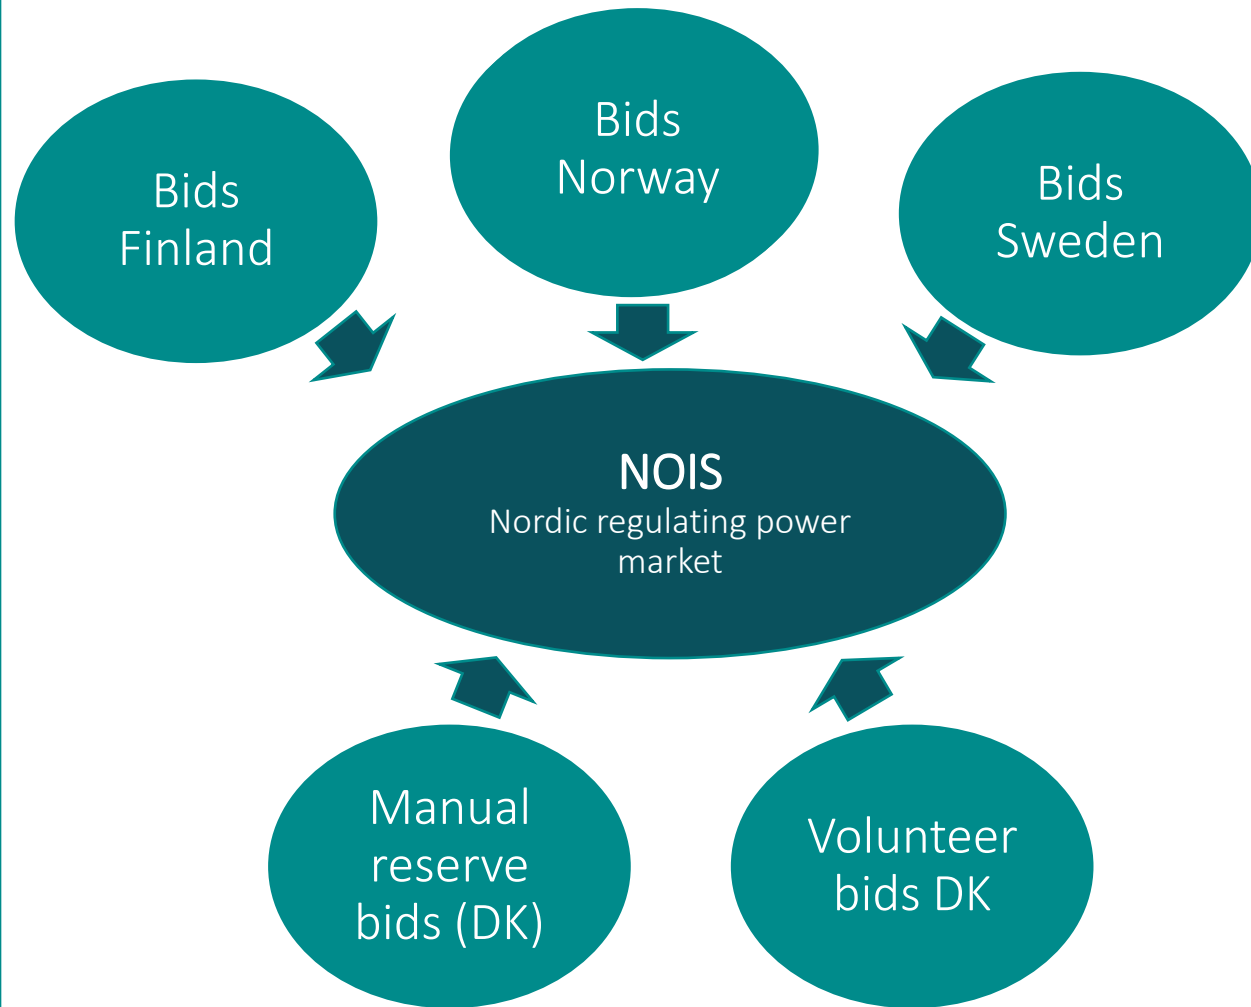 Bids
Finland
Bids
Norway
Bids
Sweden
NOIS
Nordic regulating power
market
Manual
reserve
bids (DK)
Volunteer
bids DK